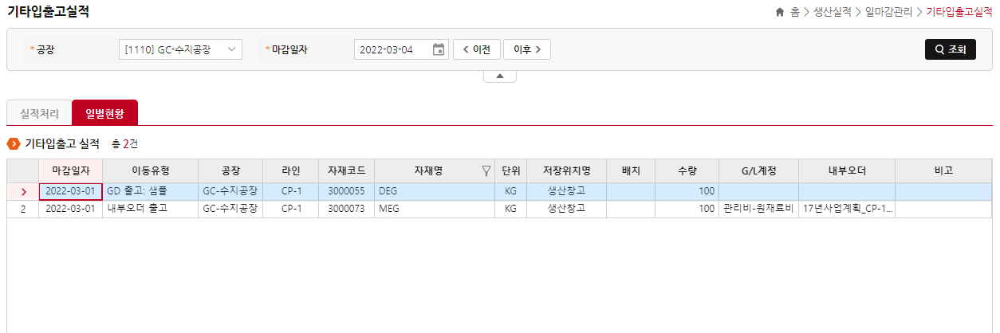 기타입출고실적
홈 > 생산실적 > 일마감관리 > 기타입출고실적
* 공장 [1110] GC-수지공장 * 마감일자 2022-03-04 이전 이후 조회
실적처리 일별현황
기타입출고 실적 총 2건
마감일자 이동유형 공장 라인 자재코드 자재명 단위 저장위치명 배치 수량 G/L계정 내부오더 비고
2022-03-01 GD 출고: 샘플 GC-수지공장 CP-1 3000055 DEG KG 생산창고 100
2 2022-03-01 내부오더 출고 GC-수지공장 CP-1 3000073 MEG KG 생산창고 100 관리비-원재료비 17년사업계획_CP-1...